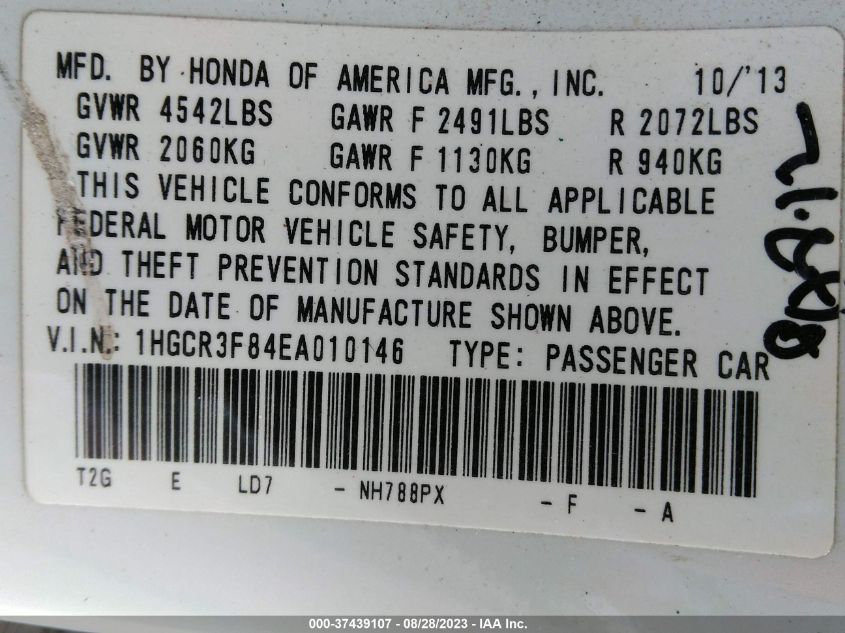 MFD. BY HONDA OF AMERICA MFG., INC. 10/'13
GVWR 4542LBS GAWR F 2491LBS R 2072LBS
GVWR 2060KG GAWR F 1130KG R 940KG
THIS VEHICLE CONFORMS TO ALL APPLICABLE
FEDERAL MOTOR VEHICLE SAFETY, BUMPER,
AND THEFT PREVENTION STANDARDS IN EFFECT
ON THE DATE OF MANUFACTURE SHOWN ABOVE.
V.I.N.: 1HGCR3F84EA010146 TYPE: PASSENGER CAR
T2G E LD7 - NH788PX - F - A
000-37439107 - 08/28/2023 - IAA Inc.